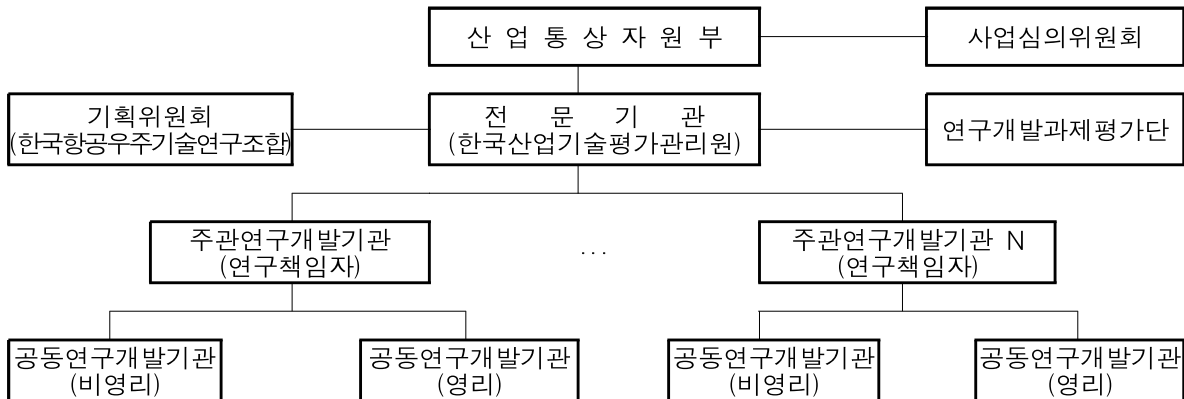 산 업 통 상 자 원 부
사업심의위원회
기획위원회
(한국항공우주기술연구조합)
전 문 기 관
(한국산업기술평가관리원)
연구개발과제평가단
주관연구개발기관
(연구책임자)
...
주관연구개발기관 N
(연구책임자)
공동연구개발기관
(비영리)
공동연구개발기관
(영리)
공동연구개발기관
(비영리)
공동연구개발기관
(영리)